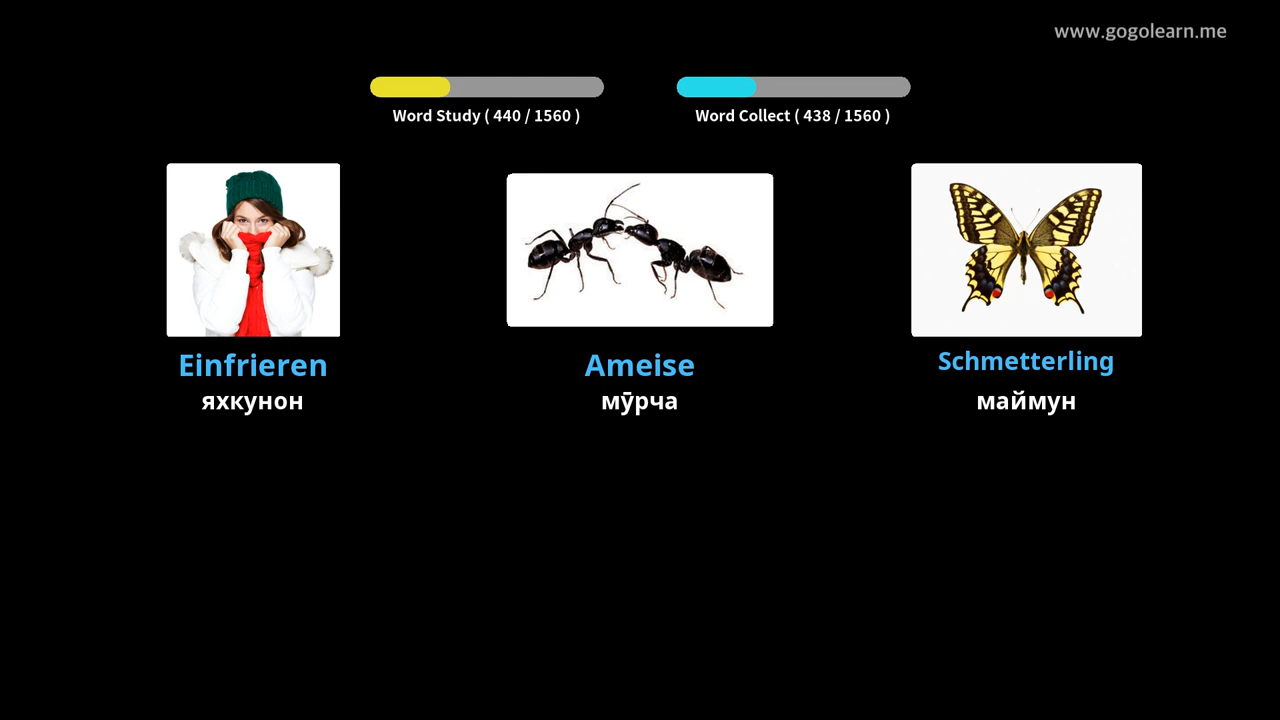 www.gogolearn.me
Word Study ( 440 / 1560 )
Word Collect ( 438 / 1560 )
Einfrieren
яхкунон
Ameise
мӯрча
Schmetterling
маймун